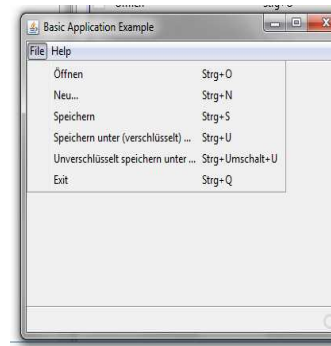 Basic Application Example
File Help
Öffnen Strg+O
Neu... Strg+N
Speichern Strg+S
Speichern unter (verschlüsselt) ... Strg+U
Unverschlüsselt speichern unter ... Strg+Umschalt+U
Exit Strg+Q